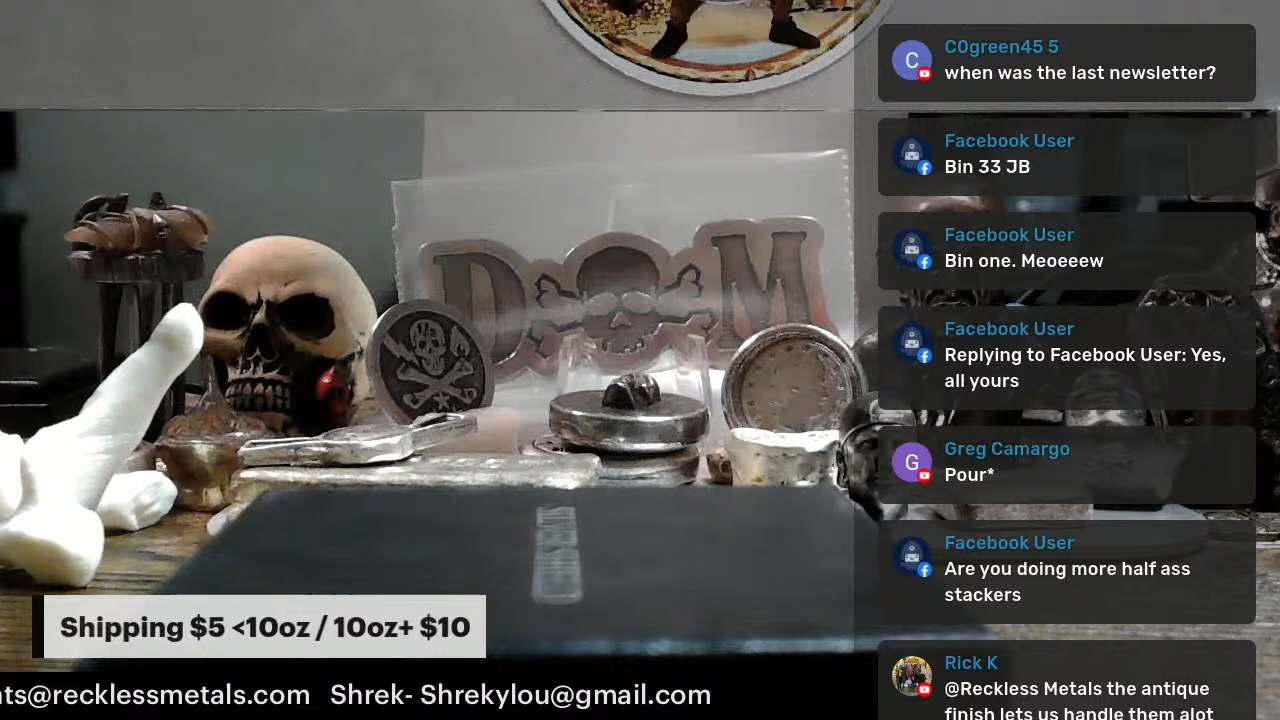 C0green45 5
when was the last newsletter?
Facebook User
Bin 33 JB
Facebook User
Bin one. Meoeeew
Facebook User
Replying to Facebook User: Yes,
all yours
Greg Camargo
Pour*
Facebook User
Are you doing more half ass
stackers
Rick K
@Reckless Metals the antique
finish lets us handle them alot
D M
Shipping $5 <10oz / 10oz+ $10
nts@recklessmetals.com Shrek- Shrekylou@gmail.com